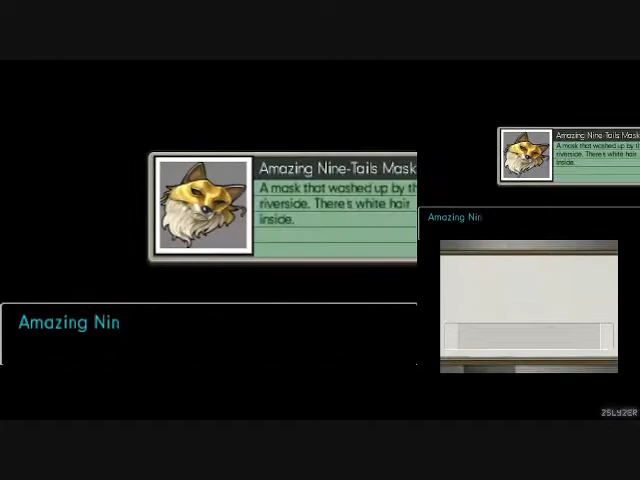 Amazing Nine-Tails Mask
A mask that washed up by th
riverside. There's white hair
inside.
Amazing Nin
Amazing Nine-Tails Mask
A mask that washed up by th
riverside. There's white hair
inside.
Amazing Nin
2SLY2ER